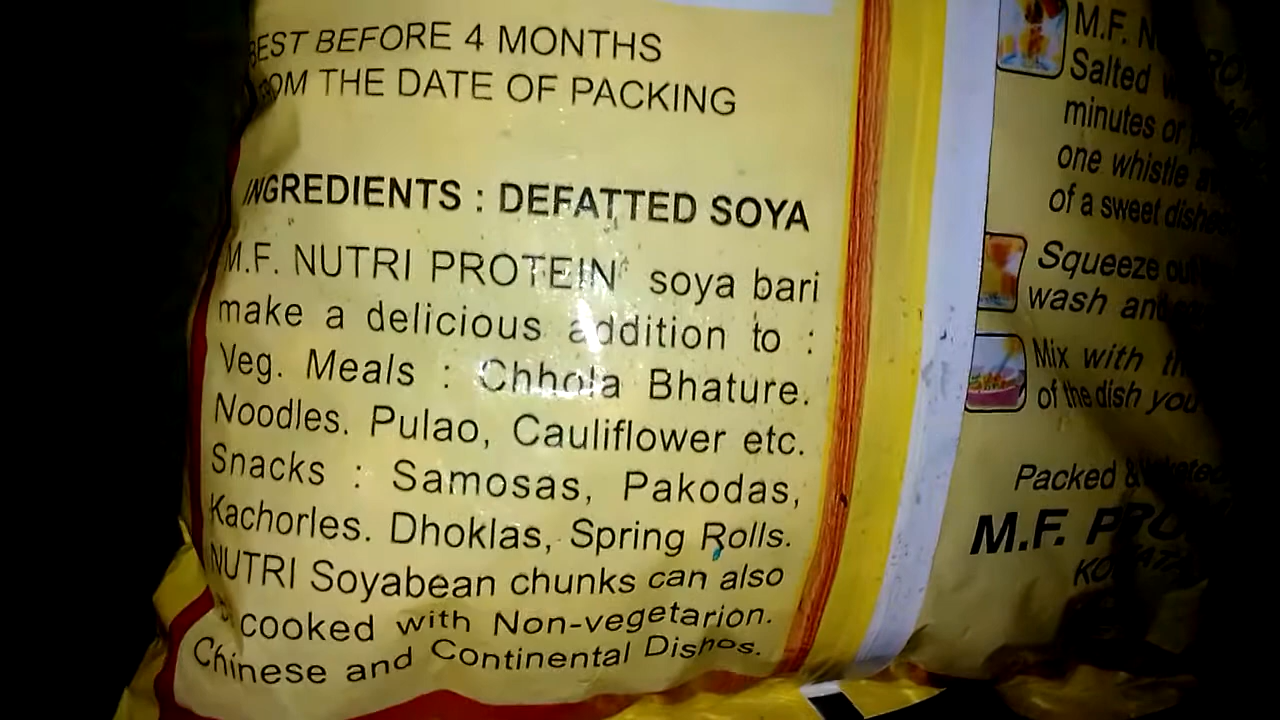 BEST BEFORE 4 MONTHS
FROM THE DATE OF PACKING
INGREDIENTS : DEFATTED SOYA
M.F. NUTRI PROTEIN soya bari
make a delicious addition to :
Veg. Meals : Chhola Bhature.
Noodles. Pulao, Cauliflower etc.
Snacks : Samosas, Pakodas,
Kachorles. Dhoklas, Spring Rolls.
NUTRI Soyabean chunks can also
cooked with Non-vegetarion.
Chinese and Continental Dishos.
M.F.
Salted
minutes or
one whistle
of a sweet dishes
Squeeze out
wash and
Mix with
of the dish you
Packed &
M.F.